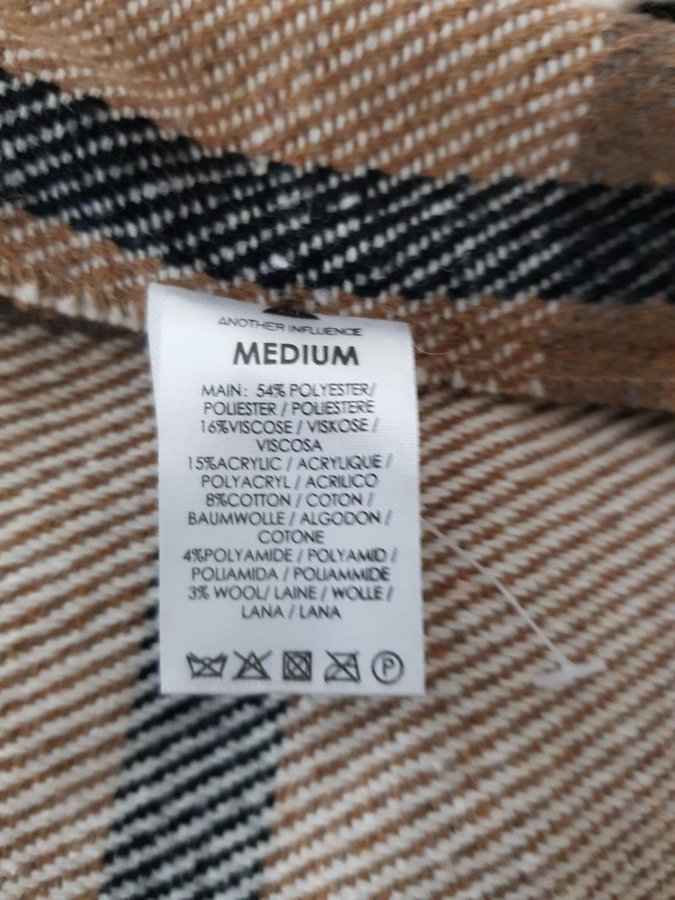 ANOTHER INFLUENCE
MEDIUM
MAIN: 54% POLYESTER/
POLIESTER / POLIESTERE
16%VISCOSE / VISKOSE /
VISCOSA
15%ACRYLIC / ACRYLIQUE /
POLYACRYL / ACRILICO
8%COTTON / COTON /
BAUMWOLLE / ALGODON /
COTONE
4%POLYAMIDE / POLYAMID /
POLIAMIDA / POLIAMMIDE
3% WOOL/ LAINE / WOLLE /
LANA / LANA
P